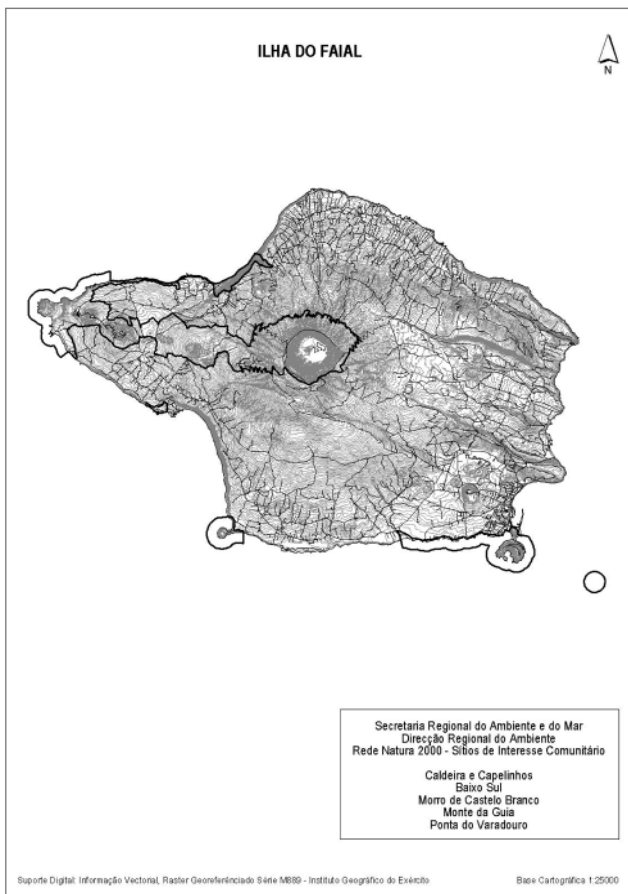 ILHA DO FAIAL
N
Secretaria Regional do Ambiente e do Mar
Direcção Regional do Ambiente
Rede Natura 2000 - Sítios de Interesse Comunitário
Caldeira e Capelinhos
Baixo Sul
Morro de Castelo Branco
Monte da Guia
Ponta do Varadouro
Suporte Digital: Informação Vectorial, Raster Georeferênciado Série M889 - Instituto Geográfico do Exército
Base Cartográfica 1:25000